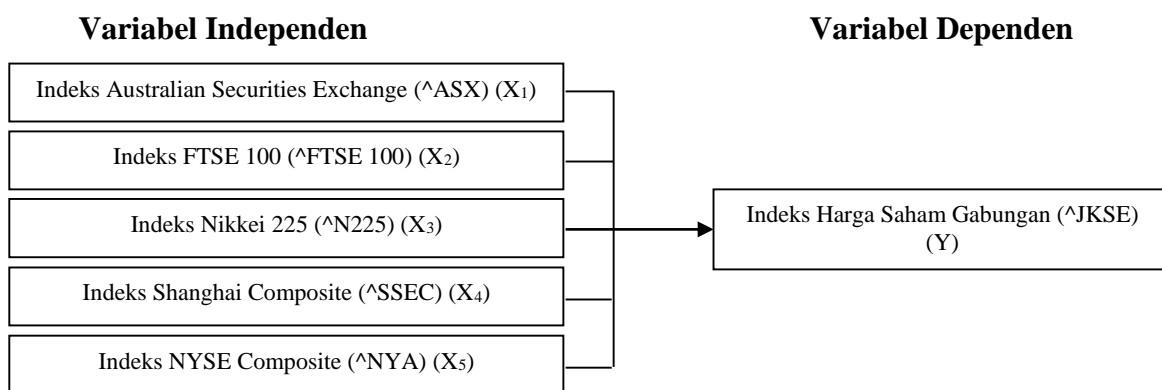 Variabel Independen
Variabel Dependen
Indeks Australian Securities Exchange (^ASX) (X₁)
Indeks FTSE 100 (^FTSE 100) (X₂)
Indeks Nikkei 225 (^N225) (X₃)
Indeks Shanghai Composite (^SSEC) (X₄)
Indeks NYSE Composite (^NYA) (X₅)
Indeks Harga Saham Gabungan (^JKSE)
(Y)